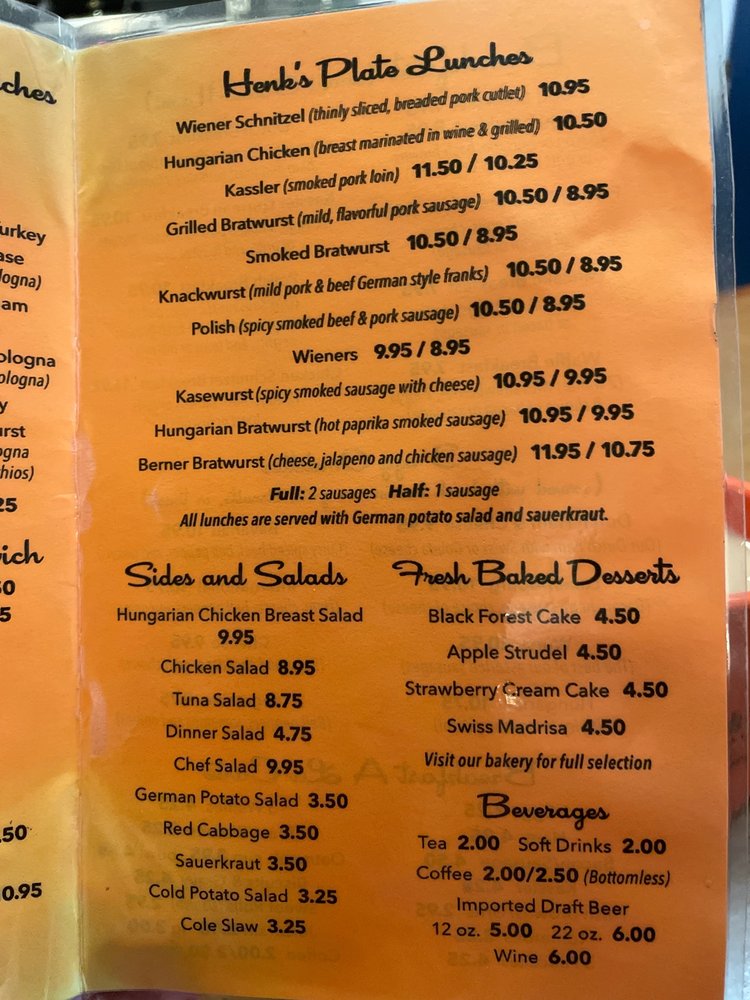 ches
Turkey
logna)
am
ologna
ologna)
y
urst
ogna
hios)
25
ich
50
5
.50
0.95
Henk's Plate Lunches
Wiener Schnitzel (thinly sliced, breaded pork cutlet) 10.95
Hungarian Chicken (breast marinated in wine & grilled) 10.50
Kassler (smoked pork loin) 11.50 / 10.25
Grilled Bratwurst (mild, flavorful pork sausage) 10.50 / 8.95
Smoked Bratwurst 10.50 / 8.95
Knackwurst (mild pork & beef German style franks) 10.50 / 8.95
Polish (spicy smoked beef & pork sausage) 10.50 / 8.95
Wieners 9.95 / 8.95
Kasewurst (spicy smoked sausage with cheese) 10.95 / 9.95
Hungarian Bratwurst (hot paprika smoked sausage) 10.95 / 9.95
Berner Bratwurst (cheese, jalapeno and chicken sausage) 11.95 / 10.75
Full: 2 sausages Half: 1 sausage
All lunches are served with German potato salad and sauerkraut.
Sides and Salads
Hungarian Chicken Breast Salad
9.95
Chicken Salad 8.95
Tuna Salad 8.75
Dinner Salad 4.75
Chef Salad 9.95
German Potato Salad 3.50
Red Cabbage 3.50
Sauerkraut 3.50
Cold Potato Salad 3.25
Cole Slaw 3.25
Fresh Baked Desserts
Black Forest Cake 4.50
Apple Strudel 4.50
Strawberry Cream Cake 4.50
Swiss Madrisa 4.50
Visit our bakery for full selection
Beverages
Tea 2.00 Soft Drinks 2.00
Coffee 2.00/2.50 (Bottomless)
Imported Draft Beer
12 oz. 5.00 22 oz. 6.00
Wine 6.00